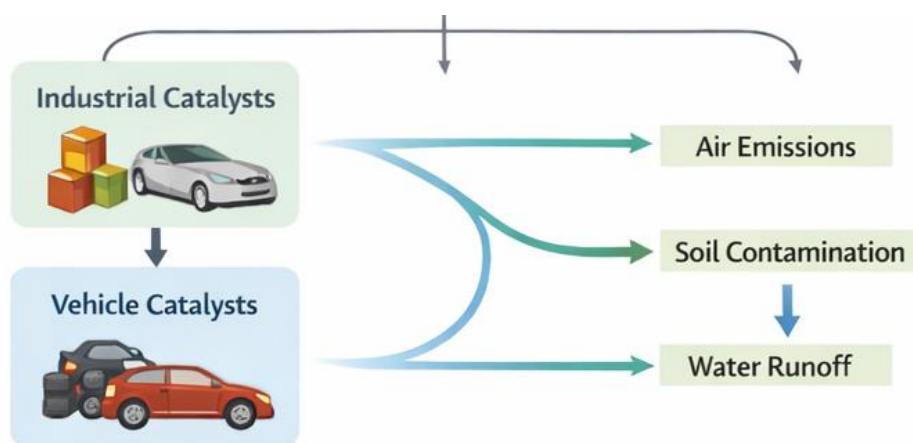 Industrial Catalysts
Air Emissions
Soil Contamination
Vehicle Catalysts
Water Runoff